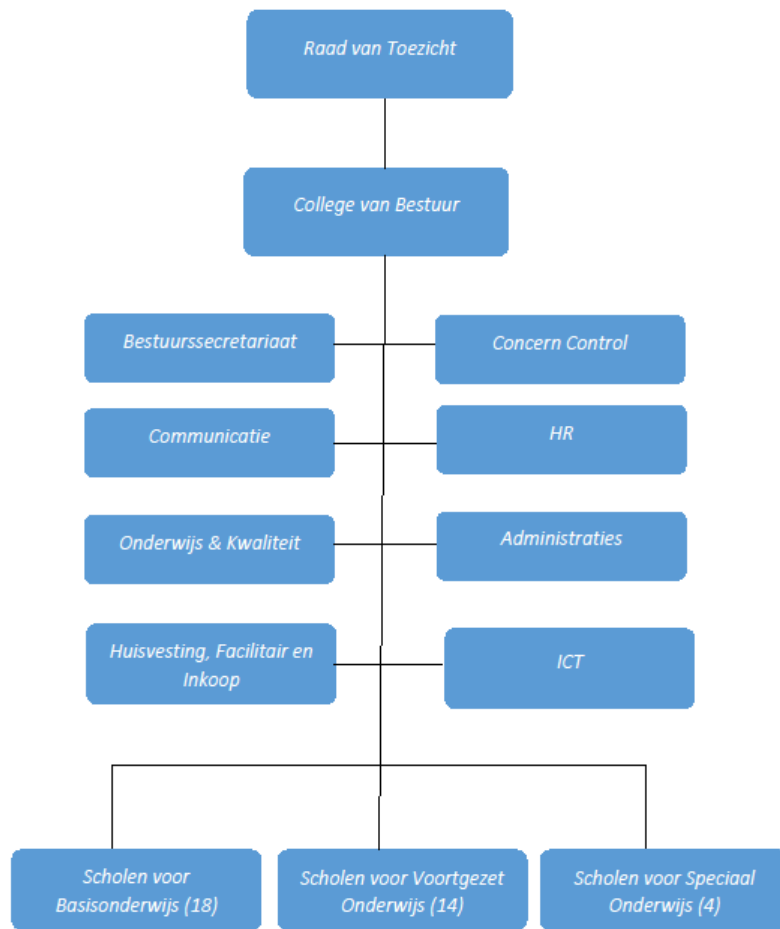 Raad van Toezicht
College van Bestuur
Bestuurssecretariaat
Concern Control
Communicatie
HR
Onderwijs & Kwaliteit
Administraties
Huisvesting, Facilitair en
Inkoop
ICT
Scholen voor
Basisonderwijs (18)
Scholen voor Voortgezet
Onderwijs (14)
Scholen voor Speciaal
Onderwijs (4)